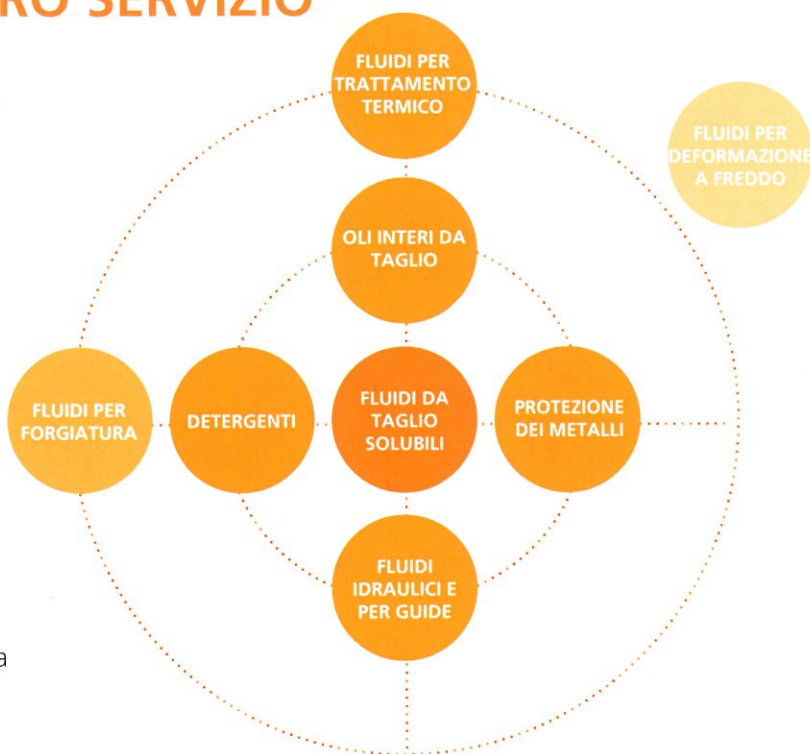 RO SERVIZIO
FLUIDI PER
TRATTAMENTO
TERMICO
FLUIDI PER
DEFORMAZIONE
A FREDDO
OLI INTERI DA
TAGLIO
FLUIDI PER
FORGIATURA
DETERGENTI
FLUIDI DA
TAGLIO
SOLUBILI
PROTEZIONE
DEI METALLI
FLUIDI
IDRAULICI E
PER GUIDE
a